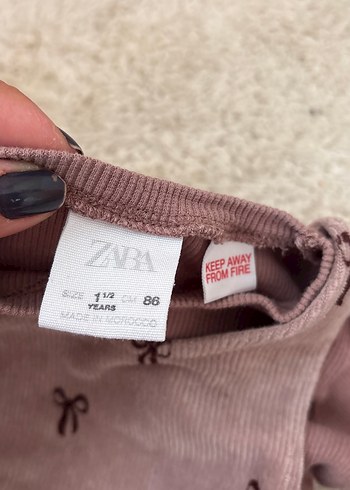 ZARA
SIZE 1 1/2 YEARS CM 86
MADE IN MOROCCO
KEEP AWAY
FROM FIRE